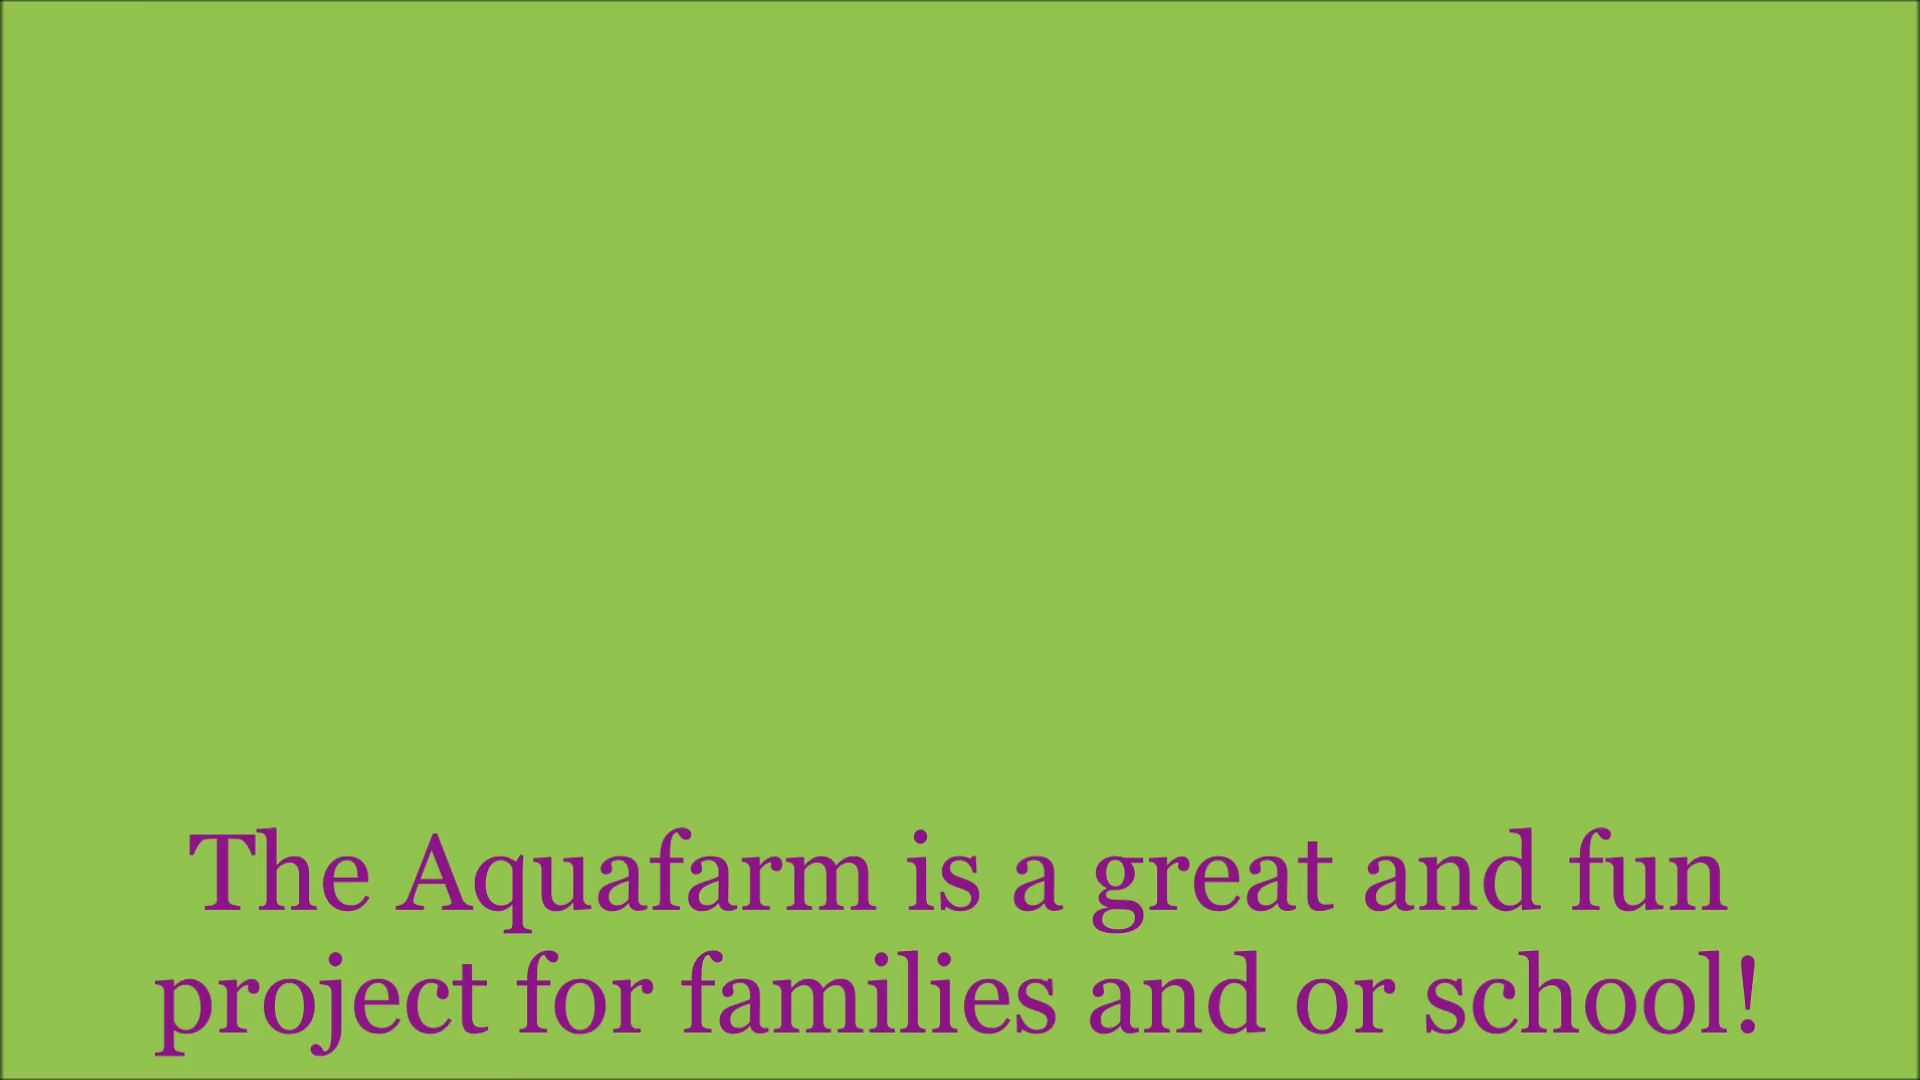 The Aquafarm is a great and fun
project for families and or school!